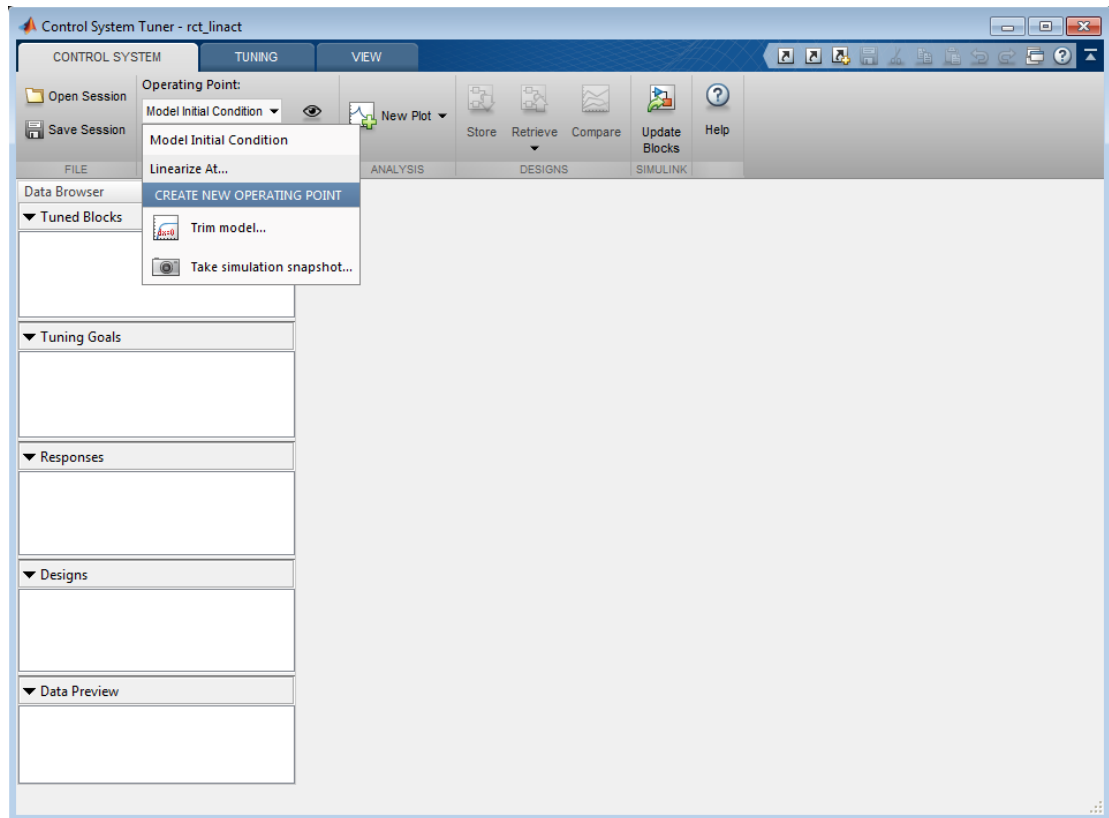 Control System Tuner - rct_linact
CONTROL SYSTEM TUNING VIEW
Open Session
Save Session
FILE
Operating Point:
Model Initial Condition
Model Initial Condition
Linearize At...
CREATE NEW OPERATING POINT
dx=0 Trim model...
Take simulation snapshot...
New Plot
ANALYSIS
Store Retrieve Compare
DESIGNS
Update
Blocks
SIMULINK
Help
Data Browser
Tuned Blocks
Tuning Goals
Responses
Designs
Data Preview